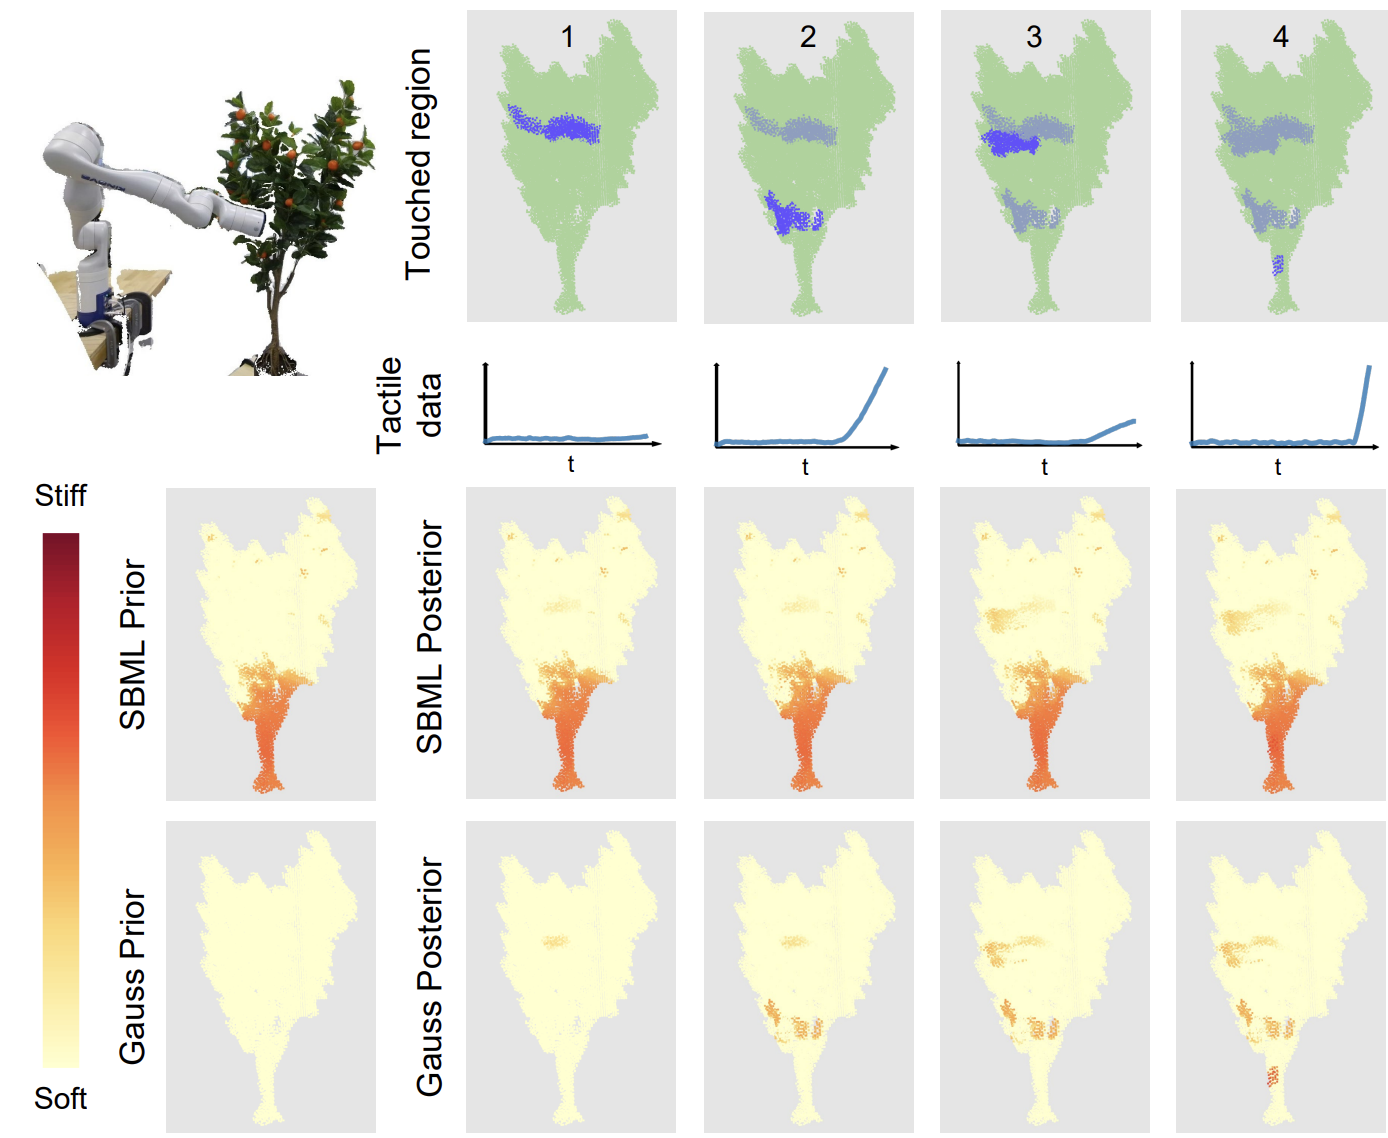 1
2
3
4
Touched region
Tactile
data
t
t
t
t
Stiff
Soft
SBML Prior
SBML Posterior
Gauss Prior
Gauss Posterior